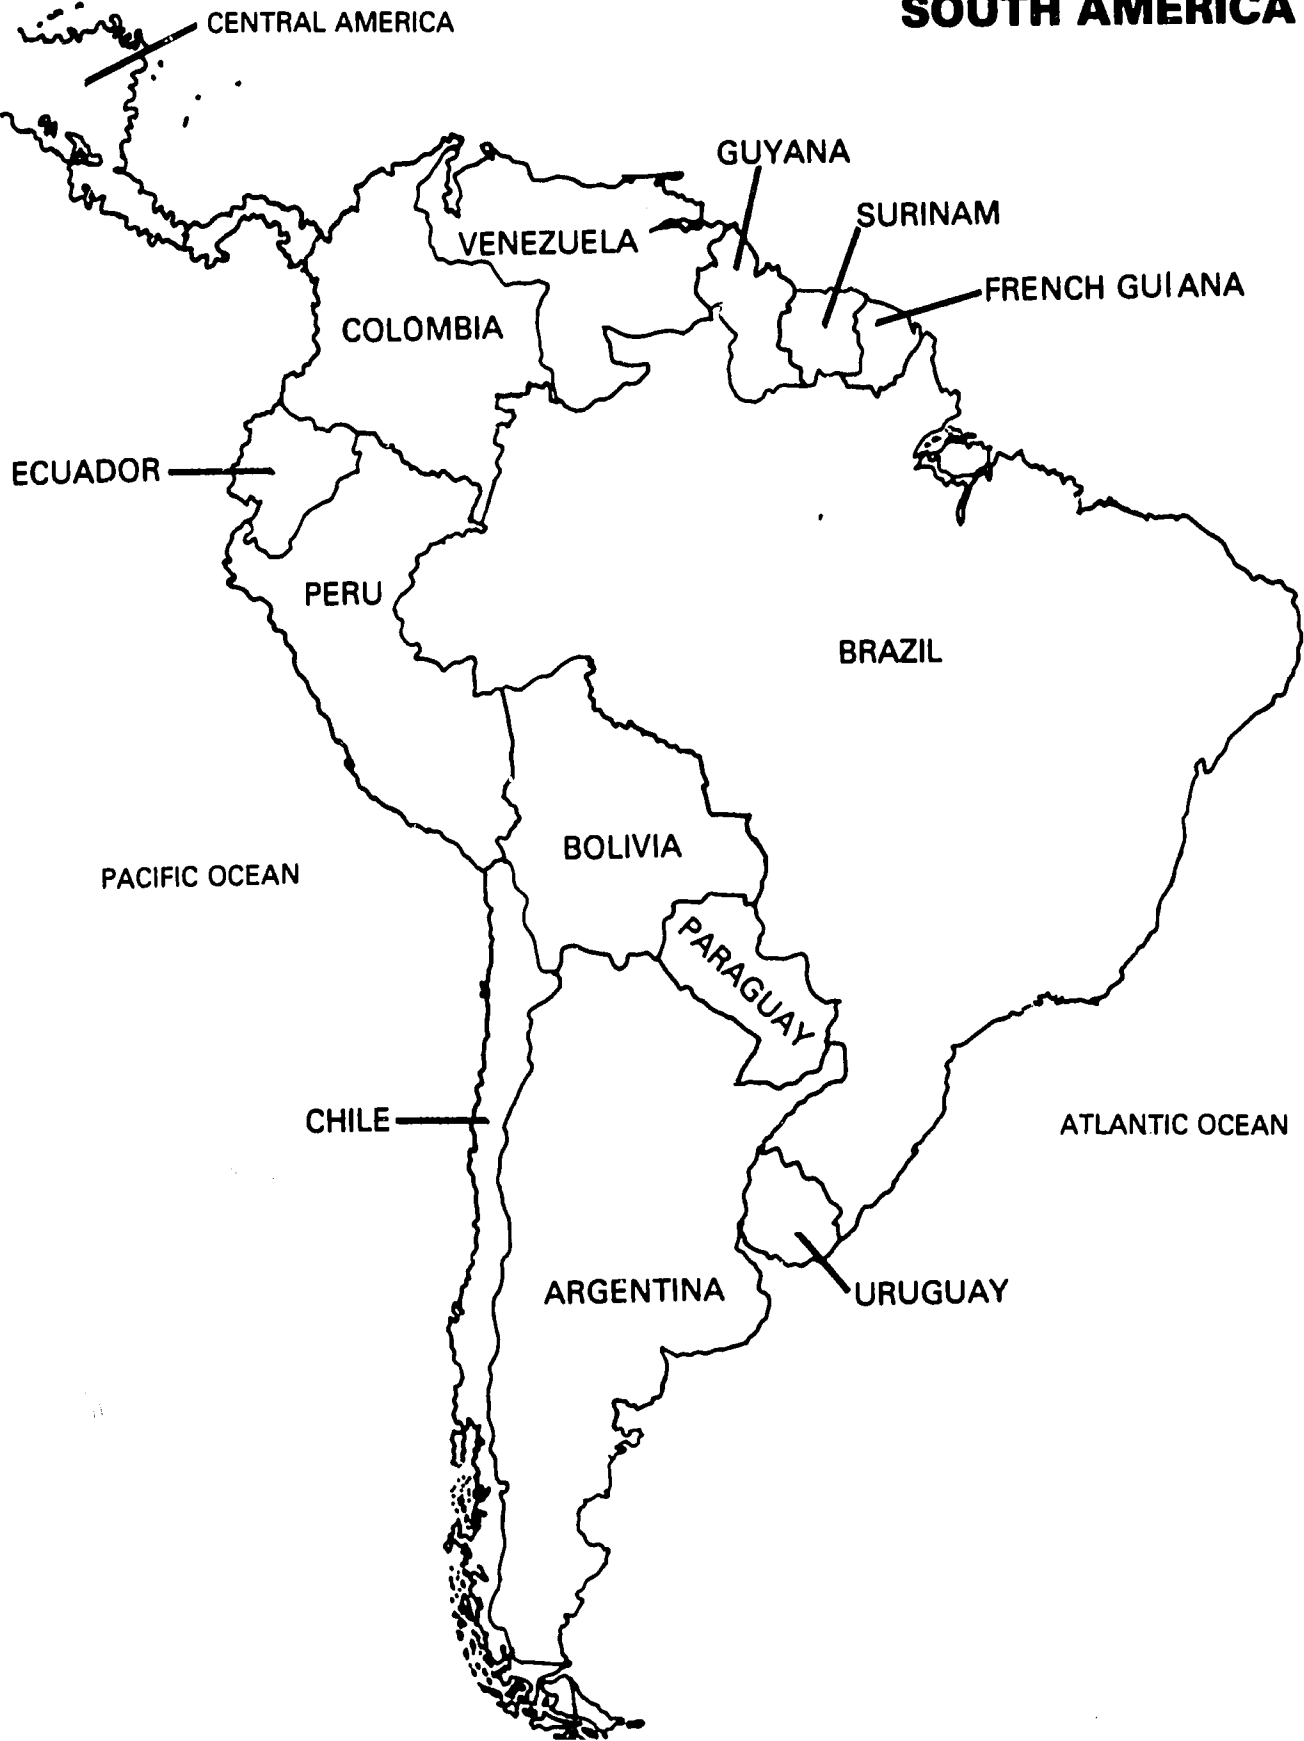 SOUTH AMERICA
CENTRAL AMERICA
GUYANA
SURINAM
VENEZUELA
FRENCH GUIANA
COLOMBIA
ECUADOR
PERU
BRAZIL
BOLIVIA
PACIFIC OCEAN
PARAGUAY
CHILE
ATLANTIC OCEAN
ARGENTINA
URUGUAY